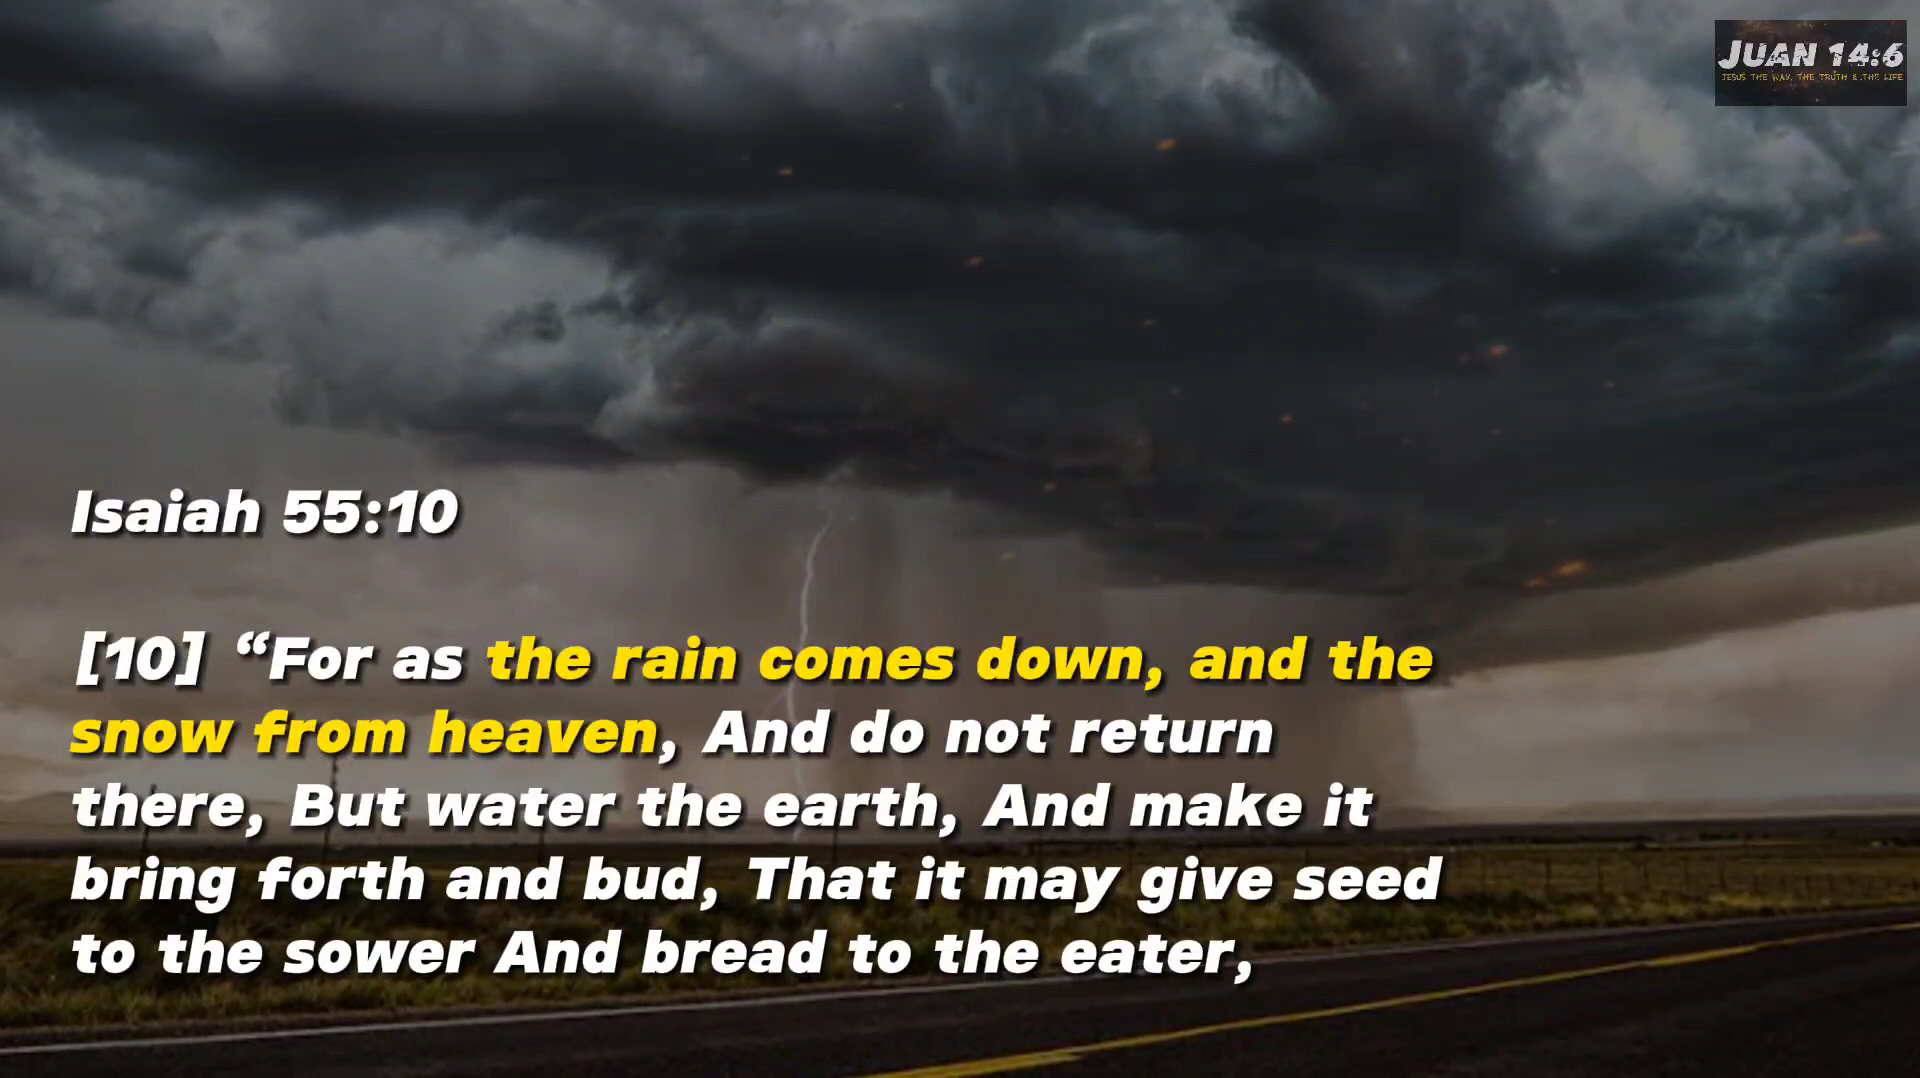 JUAN 14:6
JESUS THE WAY, THE TRUTH & THE LIFE
Isaiah 55:10
[10] “For as the rain comes down, and the
snow from heaven, And do not return
there, But water the earth, And make it
bring forth and bud, That it may give seed
to the sower And bread to the eater,